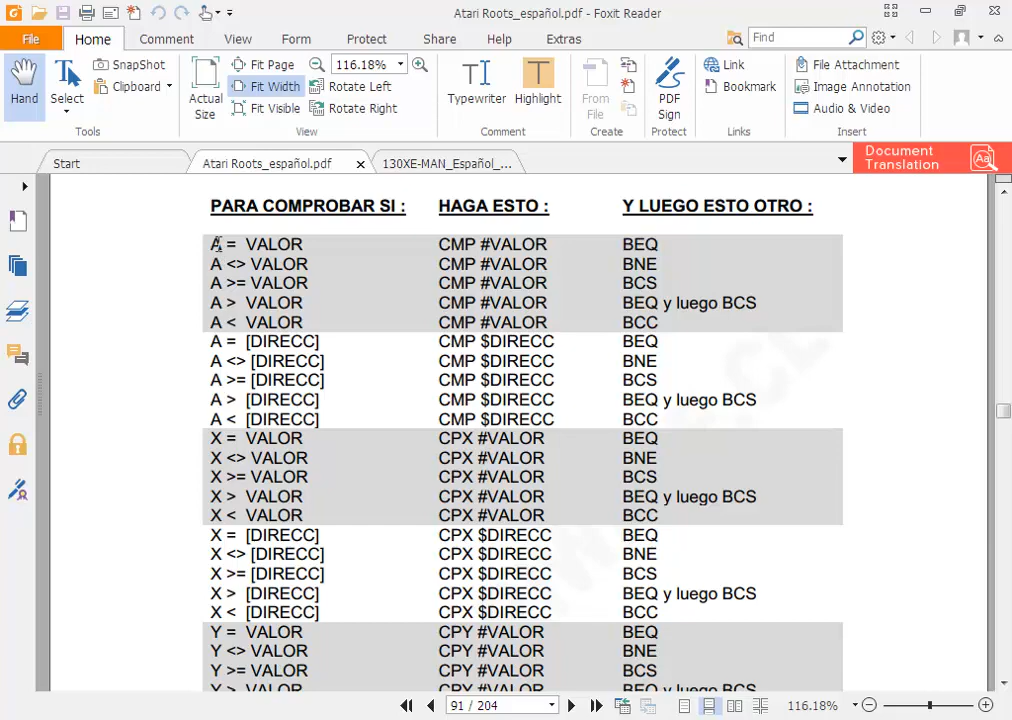 Atari Roots_español.pdf - Foxit Reader
File Home Comment View Form Protect Share Help Extras Find
SnapShot Fit Page 116.18% Link File Attachment
Clipboard Fit Width Rotate Left Bookmark Image Annotation
Hand Select Actual Size Fit Visible Rotate Right Typewriter Highlight From File PDF Sign Audio & Video
Tools View Comment Create Protect Links Insert
Start Atari Roots_español.pdf 130XE-MAN_Español_... Document Translation
PARA COMPROBAR SI : HAGA ESTO : Y LUEGO ESTO OTRO :
A = VALOR CMP #VALOR BEQ
A <> VALOR CMP #VALOR BNE
A >= VALOR CMP #VALOR BCS
A > VALOR CMP #VALOR BEQ y luego BCS
A < VALOR CMP #VALOR BCC
A = [DIRECC] CMP $DIRECC BEQ
A <> [DIRECC] CMP $DIRECC BNE
A >= [DIRECC] CMP $DIRECC BCS
A > [DIRECC] CMP $DIRECC BEQ y luego BCS
A < [DIRECC] CMP $DIRECC BCC
X = VALOR CPX #VALOR BEQ
X <> VALOR CPX #VALOR BNE
X >= VALOR CPX #VALOR BCS
X > VALOR CPX #VALOR BEQ y luego BCS
X < VALOR CPX #VALOR BCC
X = [DIRECC] CPX $DIRECC BEQ
X <> [DIRECC] CPX $DIRECC BNE
X >= [DIRECC] CPX $DIRECC BCS
X > [DIRECC] CPX $DIRECC BEQ y luego BCS
X < [DIRECC] CPX $DIRECC BCC
Y = VALOR CPY #VALOR BEQ
Y <> VALOR CPY #VALOR BNE
Y >= VALOR CPY #VALOR BCS
Y > VALOR CPY #VALOR BEQ y luego BCS
91 / 204 116.18%